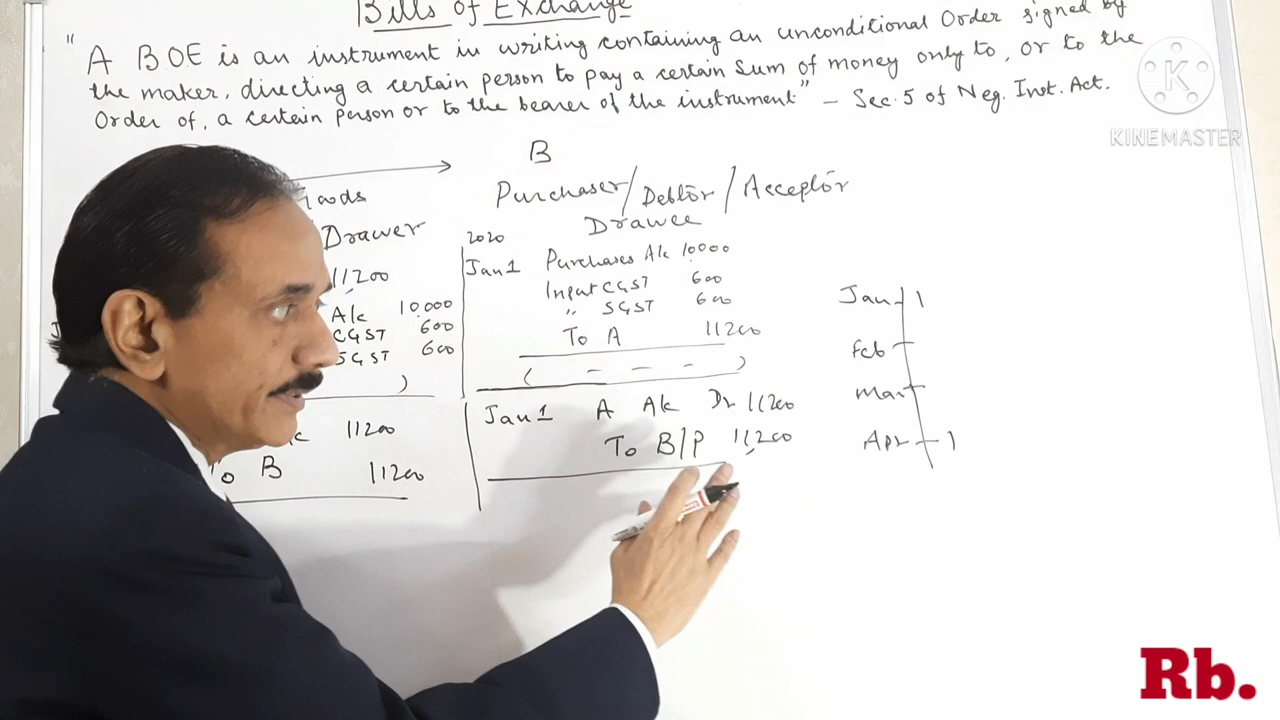 Bills of Exchange
" A BOE is an instrument in writing containing an unconditional Order signed by
the maker, directing a certain person to pay a certain Sum of money only to, or to the
Order of, a certain person or to the bearer of the instrument" – Sec. 5 of Neg. Inst. Act.
KINEMASTER
B
Goods
Purchaser/Debtor/Acceptor
Drawer
Drawee
11200
A/c 10000
CGST 600
SGST 600
)
11200
To B 11200
2020
Jan 1 Purchases A/c 10000
Input CGST 600
" SGST 600
To A 11200
( - - - )
Jan 1 A A/c Dr 11200
To B/P 11200
Jan 1
Feb
Mar
Apr 1
Rb.